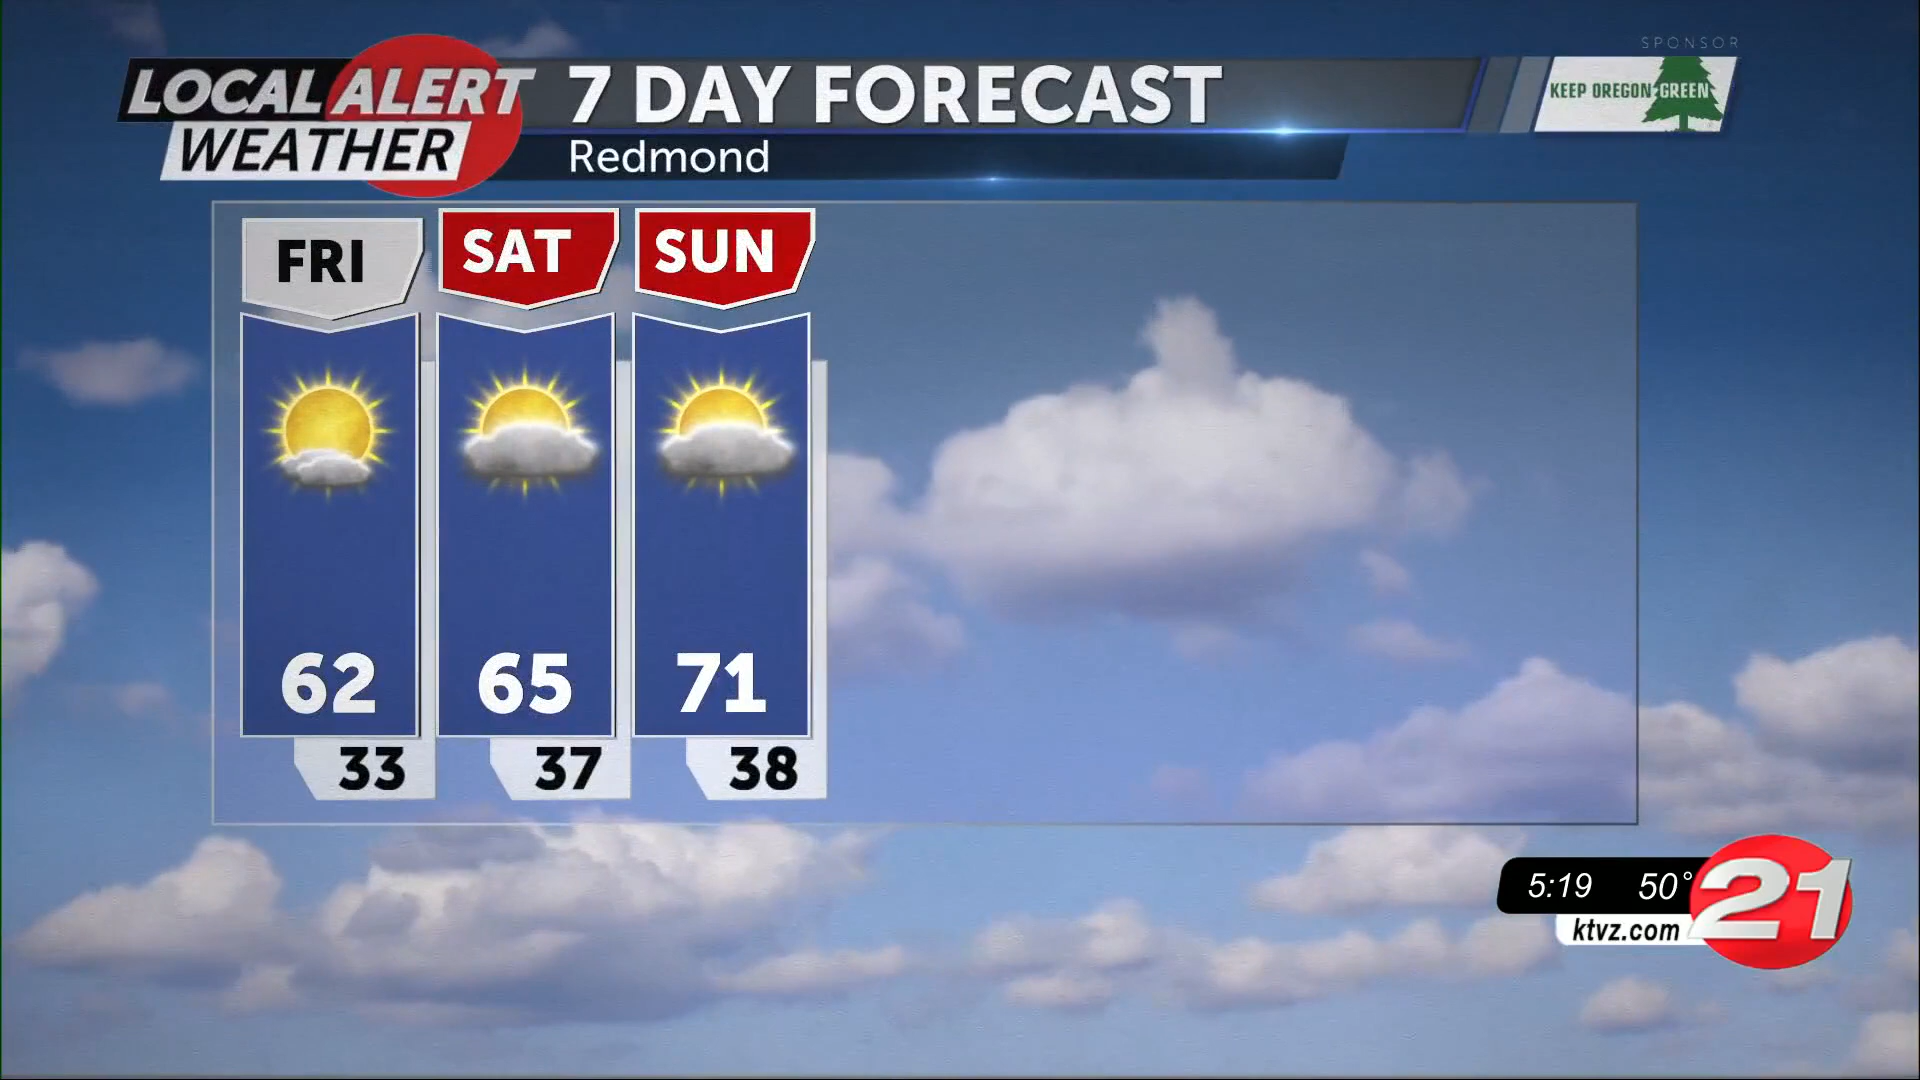 SPONSOR
LOCAL ALERT
WEATHER
7 DAY FORECAST
Redmond
KEEP OREGON GREEN
FRI
SAT
SUN
62
65
71
33
37
38
5:19
50°
ktvz.com
21